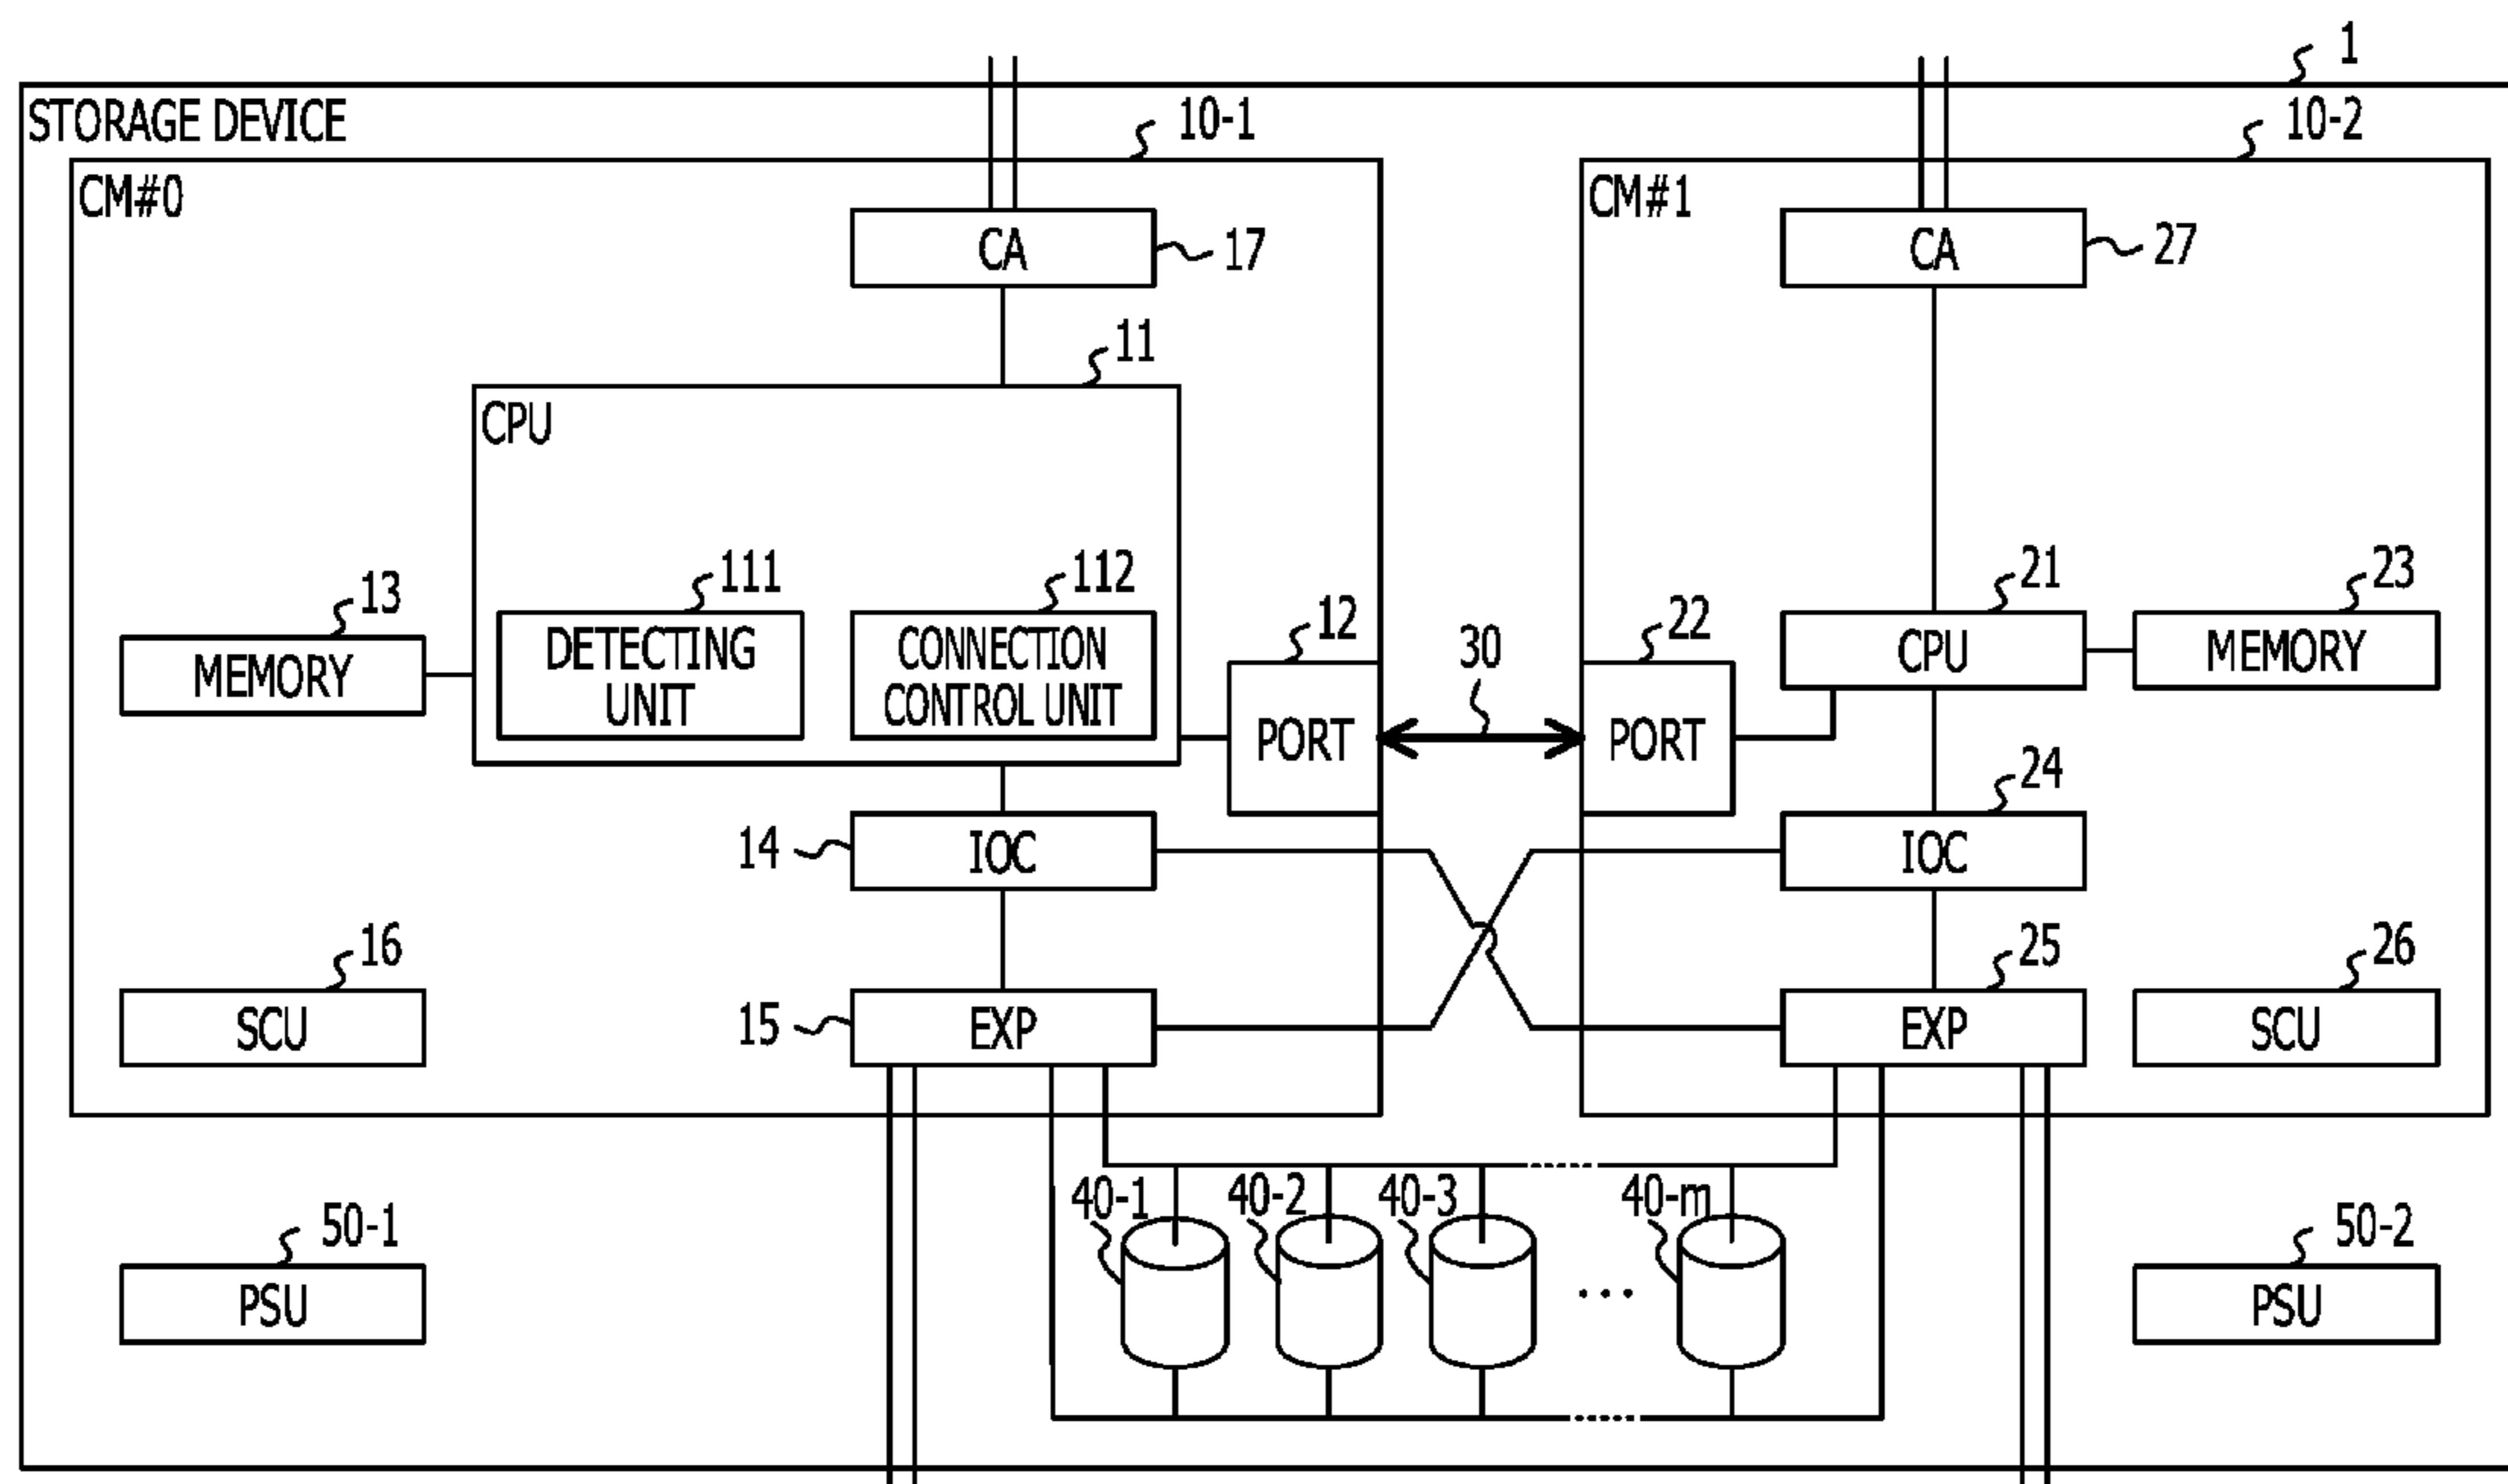 1
STORAGE DEVICE
10-1
10-2
CM#0
CM#1
CA
17
CA
27
11
CPU
111
112
13
12
30
22
21
23
MEMORY
DETECTING
UNIT
CONNECTION
CONTROL UNIT
PORT
PORT
CPU
MEMORY
24
14
IOC
IOC
16
25
26
SCU
15
EXP
EXP
SCU
40-1
40-2
40-3
40-m
50-1
50-2
PSU
...
PSU